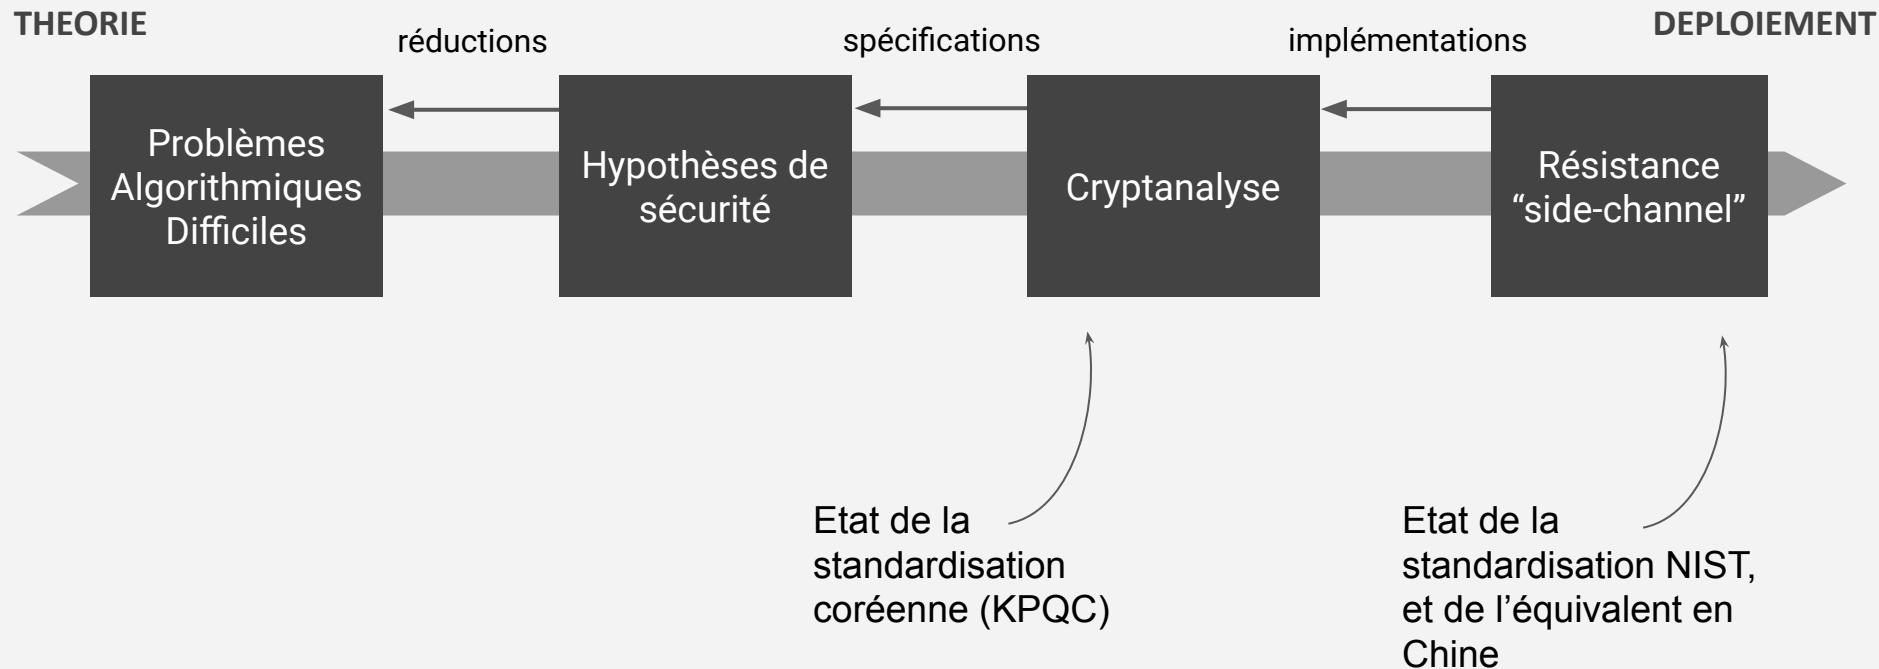 THEORIE
DEPLOIEMENT
réductions
spécifications
implémentations
Problèmes
Algorithmiques
Difficiles
Hypothèses de
sécurité
Cryptanalyse
Résistance
“side-channel”
Etat de la
standardisation
coréenne (KPQC)
Etat de la
standardisation NIST,
et de l’équivalent en
Chine